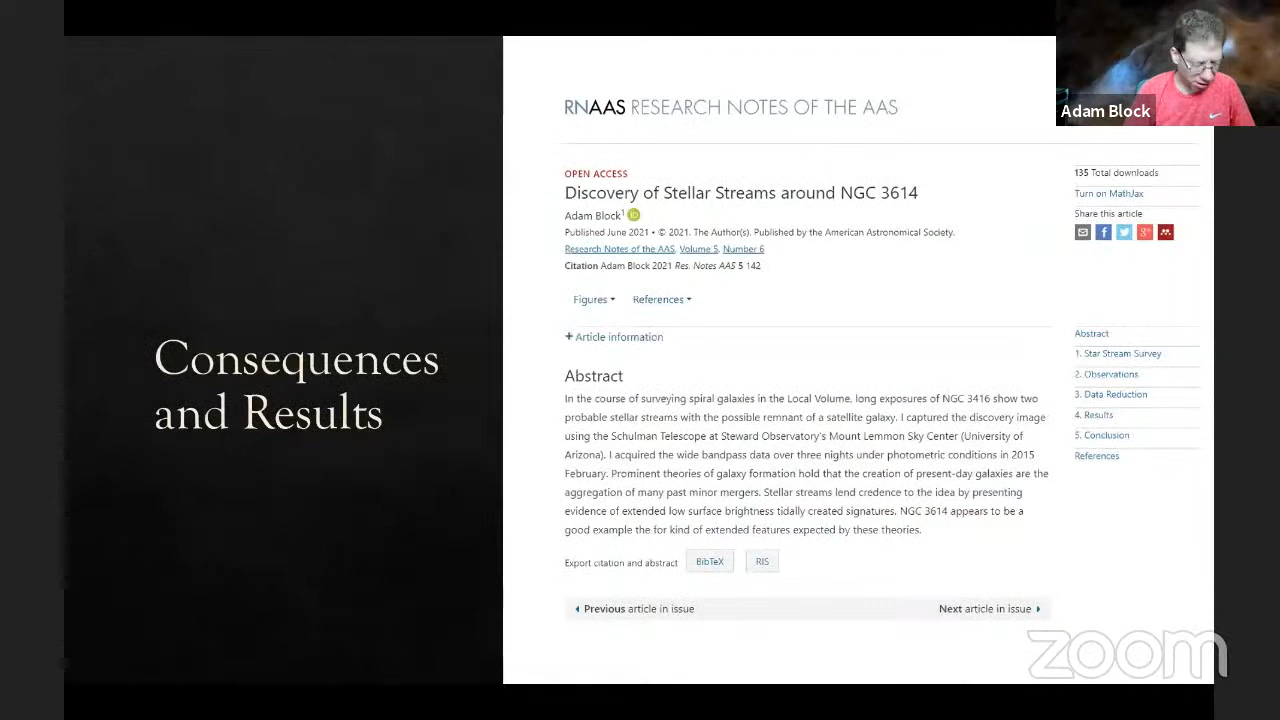 Adam Block
Consequences
and Results
RNAAS RESEARCH NOTES OF THE AAS
OPEN ACCESS
Discovery of Stellar Streams around NGC 3614
Adam Block1 iD
Published June 2021 • © 2021. The Author(s). Published by the American Astronomical Society.
Research Notes of the AAS, Volume 5, Number 6
Citation Adam Block 2021 Res. Notes AAS 5 142
Figures References
+ Article information
Abstract
In the course of surveying spiral galaxies in the Local Volume, long exposures of NGC 3416 show two
probable stellar streams with the possible remnant of a satellite galaxy. I captured the discovery image
using the Schulman Telescope at Steward Observatory's Mount Lemmon Sky Center (University of
Arizona). I acquired the wide bandpass data over three nights under photometric conditions in 2015
February. Prominent theories of galaxy formation hold that the creation of present-day galaxies are the
aggregation of many past minor mergers. Stellar streams lend credence to the idea by presenting
evidence of extended low surface brightness tidally created signatures. NGC 3614 appears to be a
good example the for kind of extended features expected by these theories.
Export citation and abstract BibTeX RIS
Previous article in issue Next article in issue
135 Total downloads
Turn on MathJax
Share this article
Abstract
1. Star Stream Survey
2. Observations
3. Data Reduction
4. Results
5. Conclusion
References
zoom